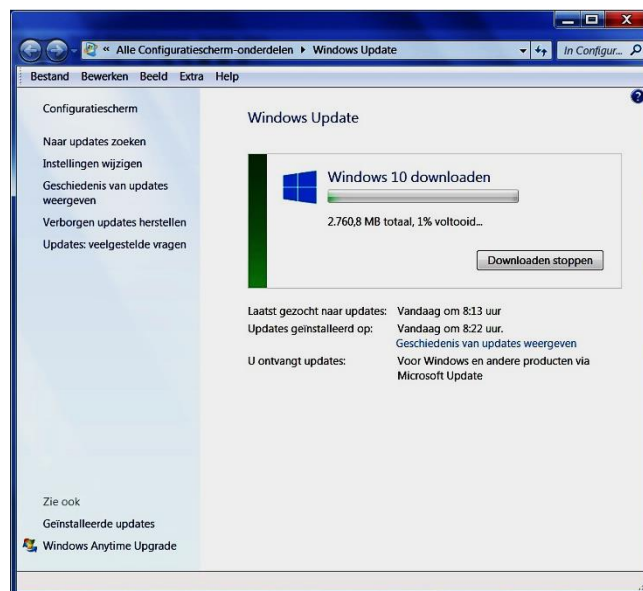 « Alle Configuratiescherm-onderdelen Windows Update
In Configur...
Bestand Bewerken Beeld Extra Help
Configuratiescherm
Naar updates zoeken
Instellingen wijzigen
Geschiedenis van updates
weergeven
Verborgen updates herstellen
Updates: veelgestelde vragen
Windows Update
Windows 10 downloaden
2.760,8 MB totaal, 1% voltooid...
Downloaden stoppen
Laatst gezocht naar updates: Vandaag om 8:13 uur
Updates geïnstalleerd op: Vandaag om 8:22 uur.
Geschiedenis van updates weergeven
U ontvangt updates: Voor Windows en andere producten via
Microsoft Update
Zie ook
Geïnstalleerde updates
Windows Anytime Upgrade